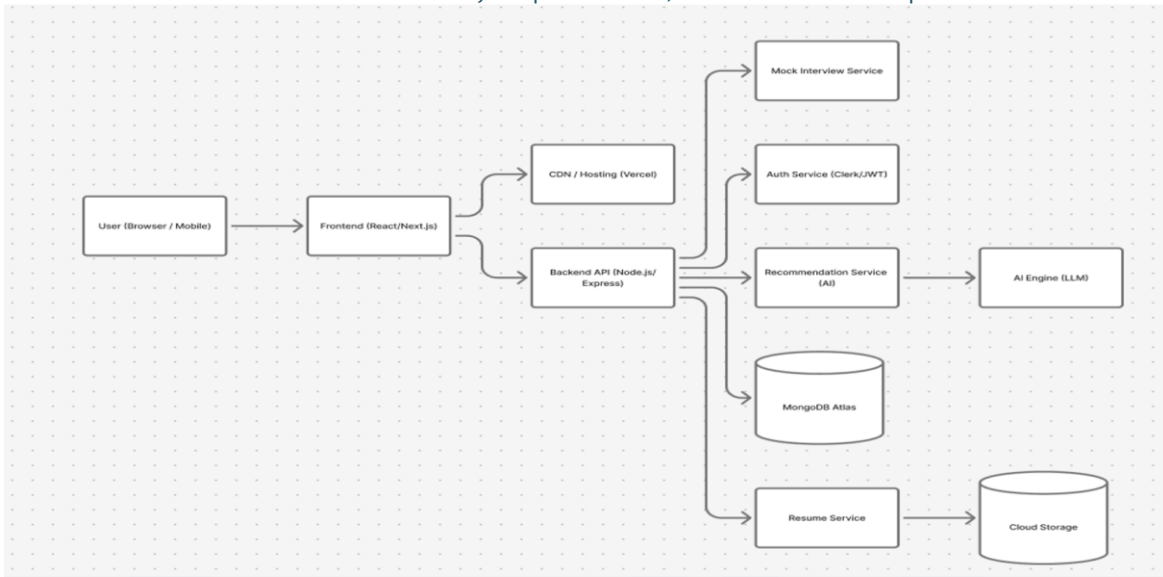 Mock Interview Service
CDN / Hosting (Vercel)
Auth Service (Clerk/JWT)
User (Browser / Mobile)
Frontend (React/Next.js)
Backend API (Node.js/
Express)
Recommendation Service
(AI)
AI Engine (LLM)
MongoDB Atlas
Resume Service
Cloud Storage